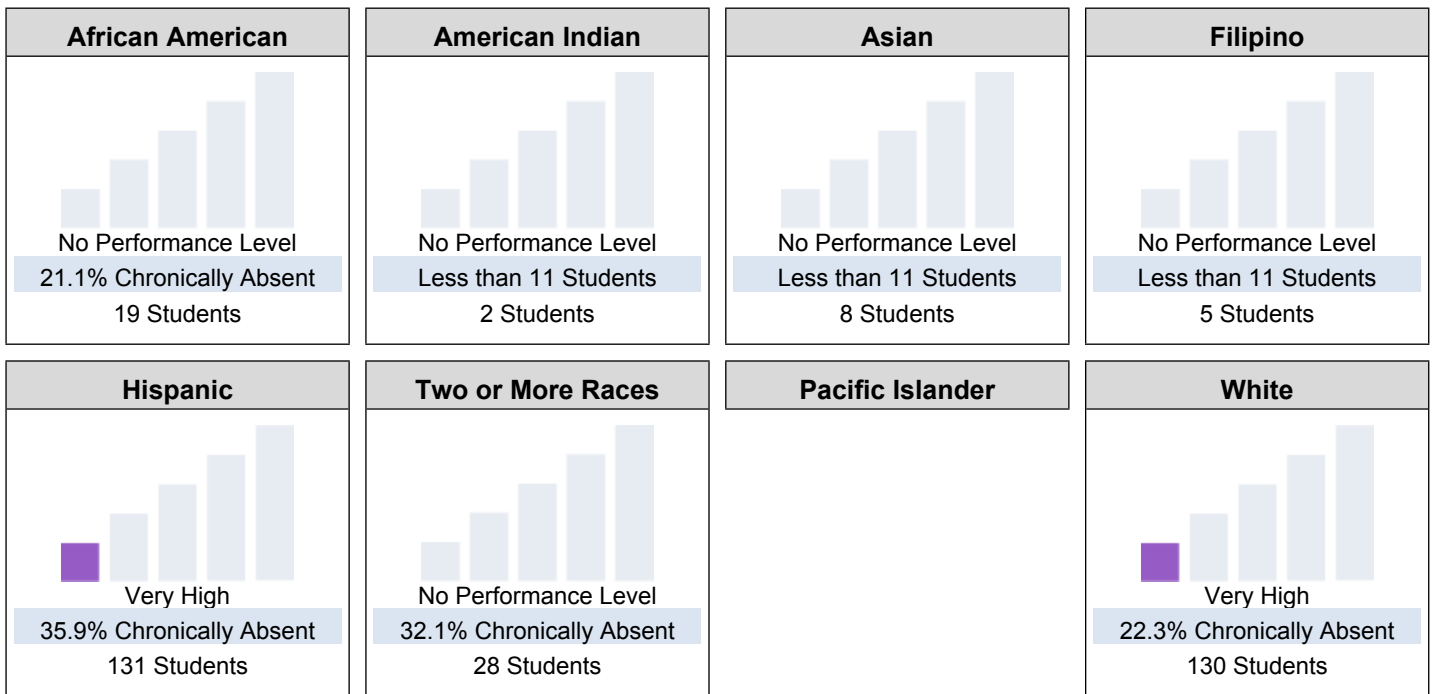 African American
No Performance Level
21.1% Chronically Absent
19 Students
American Indian
No Performance Level
Less than 11 Students
2 Students
Asian
No Performance Level
Less than 11 Students
8 Students
Filipino
No Performance Level
Less than 11 Students
5 Students
Hispanic
Very High
35.9% Chronically Absent
131 Students
Two or More Races
No Performance Level
32.1% Chronically Absent
28 Students
Pacific Islander
White
Very High
22.3% Chronically Absent
130 Students